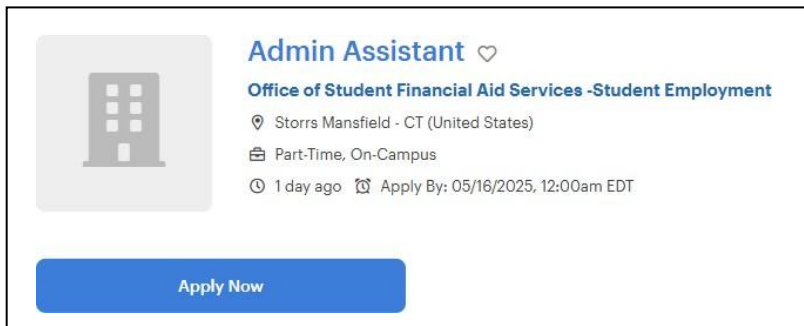 Admin Assistant
Office of Student Financial Aid Services -Student Employment
Storrs Mansfield - CT (United States)
Part-Time, On-Campus
1 day ago Apply By: 05/16/2025, 12:00am EDT
Apply Now